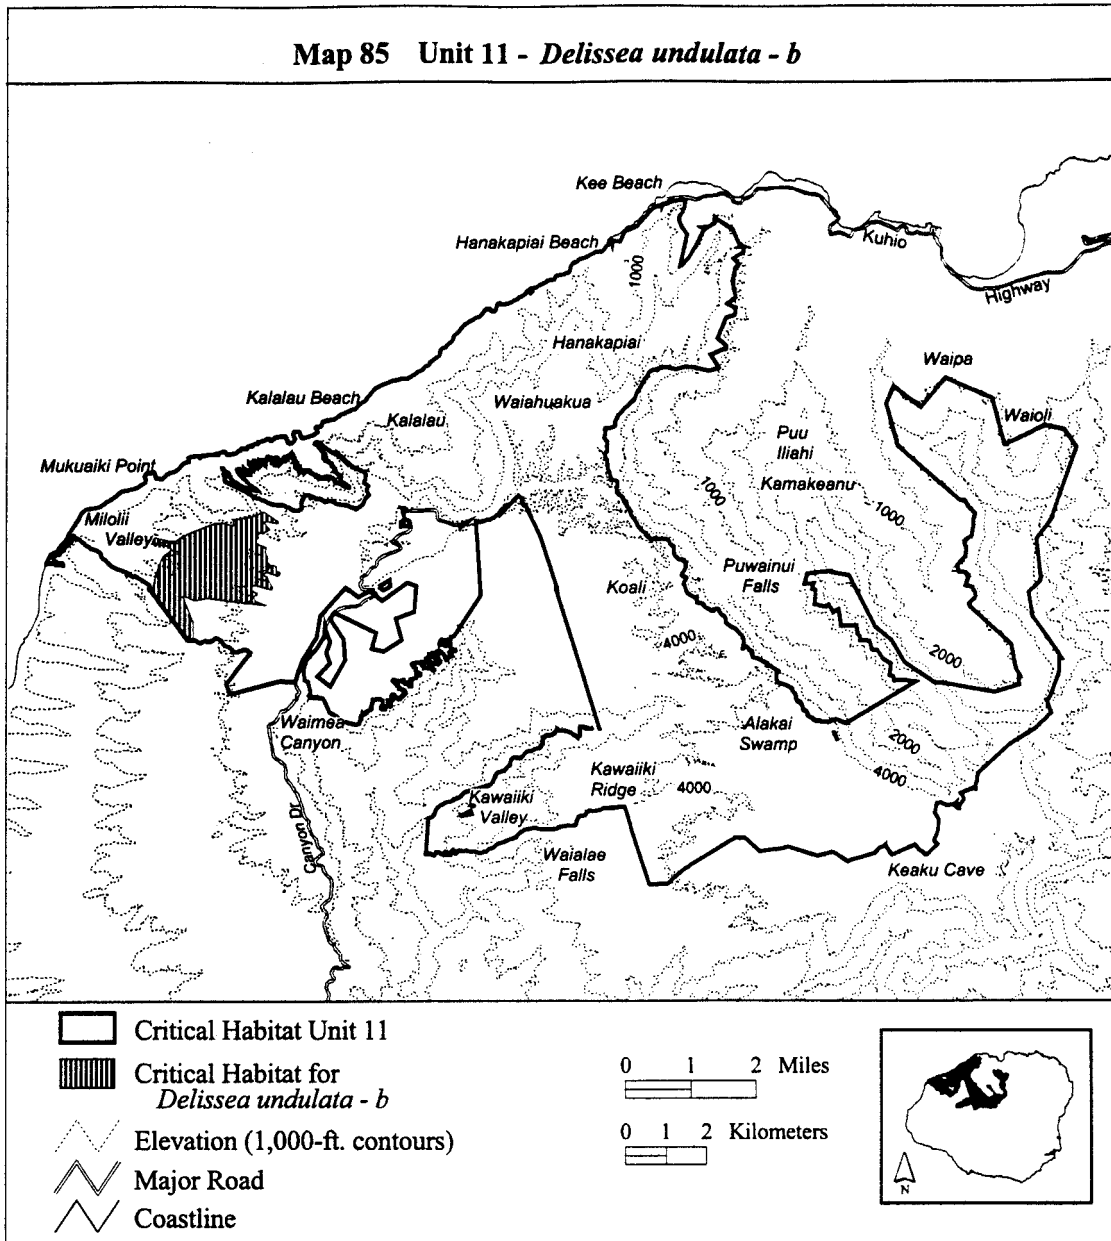 Map 85 Unit 11 - Delissea undulata - b
Kee Beach
Hanakapiai Beach
Kuhio
Highway
1000
Hanakapiai
Waipa
Kalalau Beach
Waiahuakua
Kalalau
Waioli
Puu
Iliahi
Mukuaiki Point
Kamakeanu
1000
1000
Milolii
Valley
Puwainui
Falls
Koali
4000
2000
Waimea
Canyon
Alakai
Swamp
2000
4000
Kawaiiki
Ridge
4000
Kawaiiki
Valley
Canyon Dr
Waialae
Falls
Keaku Cave
Critical Habitat Unit 11
Critical Habitat for
Delissea undulata - b
Elevation (1,000-ft. contours)
Major Road
Coastline
0 1 2 Miles
0 1 2 Kilometers
N